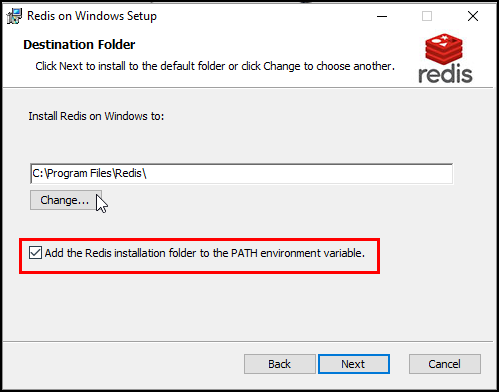 Redis on Windows Setup
Destination Folder
Click Next to install to the default folder or click Change to choose another.
redis
Install Redis on Windows to:
C:\Program Files\Redis\
Change...
Add the Redis installation folder to the PATH environment variable.
Back
Next
Cancel